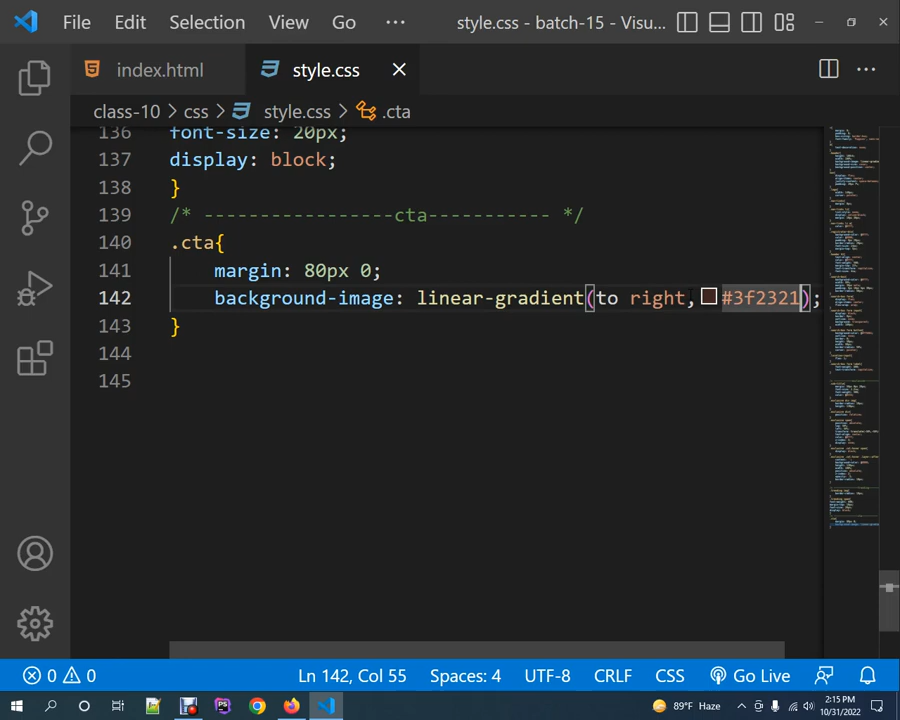 File Edit Selection View Go ··· style.css - batch-15 - Visu...
index.html style.css
class-10 > css > style.css > .cta
136 font-size: 20px;
137 display: block;
138 }
139 /* -----------------cta----------- */
140 .cta{
141 margin: 80px 0;
142 background-image: linear-gradient(to right, #3f2321);
143 }
144
145
0 0 Ln 142, Col 55 Spaces: 4 UTF-8 CRLF CSS Go Live
89°F Haze 2:15 PM
10/31/2022